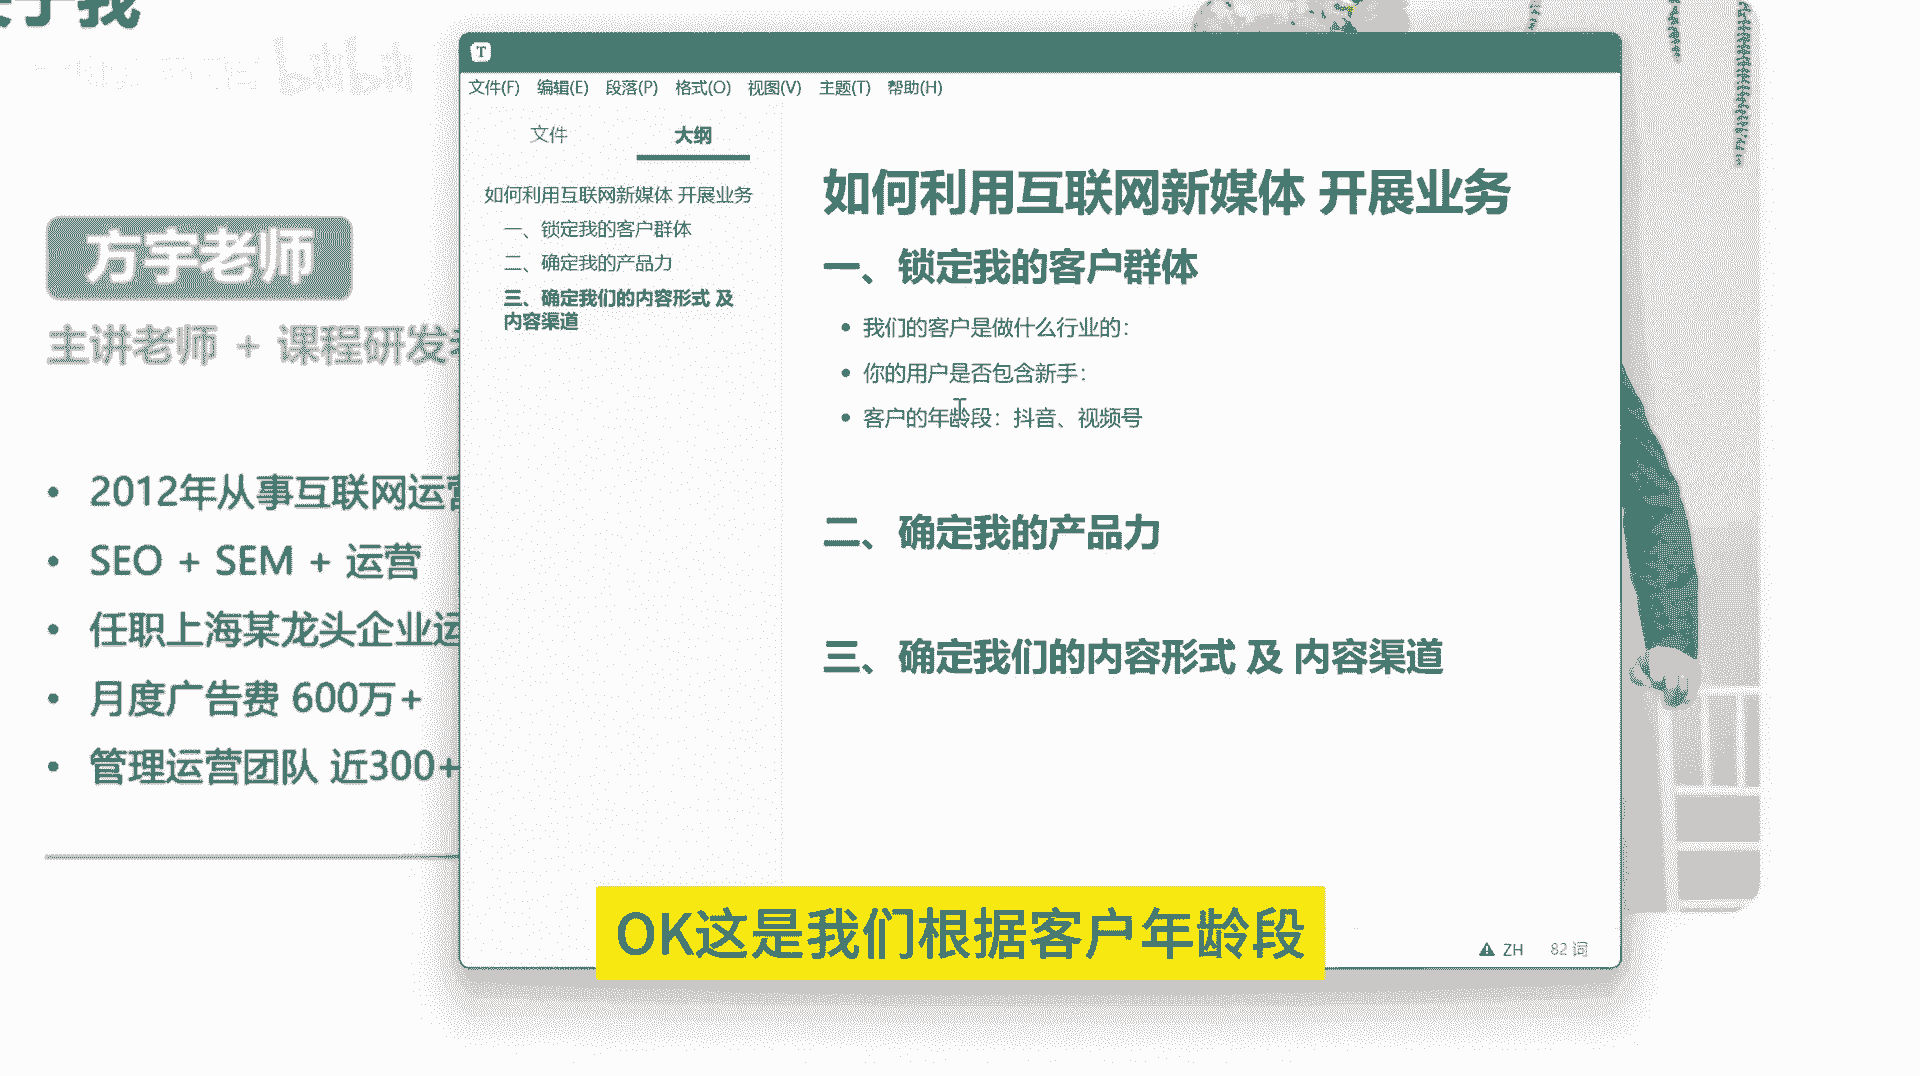 于我
bilibili
方宇老师
主讲老师 + 课程研发
• 2012年从事互联网运营
• SEO + SEM + 运营
• 任职上海某龙头企业运
• 月度广告费 600万+
• 管理运营团队 近300+
T
文件(F) 编辑(E) 段落(P) 格式(O) 视图(V) 主题(T) 帮助(H)
文件 大纲
如何利用互联网新媒体 开展业务
一、锁定我的客户群体
二、确定我的产品力
三、确定我们的内容形式 及
内容渠道
如何利用互联网新媒体 开展业务
一、锁定我的客户群体
• 我们的客户是做什么行业的：
• 你的用户是否包含新手：
• 客户的年龄段：抖音、视频号
二、确定我的产品力
三、确定我们的内容形式 及 内容渠道
ZH 82 词
OK这是我们根据客户年龄段